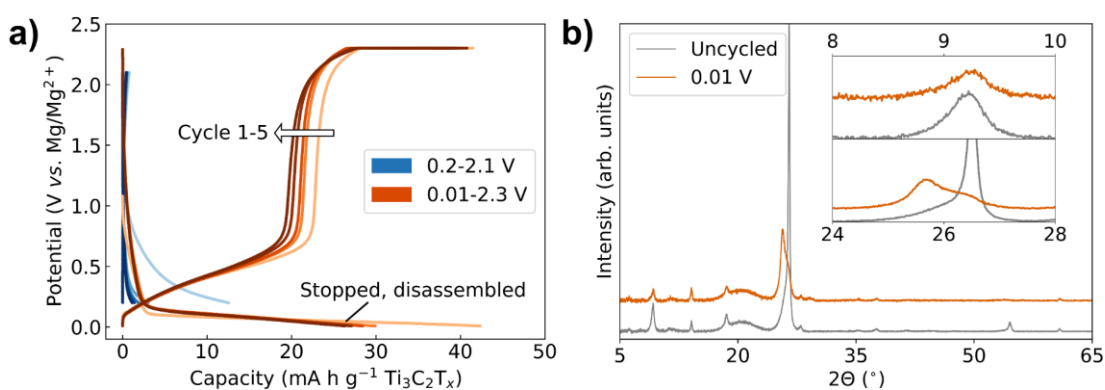 a)
2.5
2.0
1.5
1.0
0.5
0.0
Potential (V vs. Mg/Mg²⁺)
Cycle 1-5
0.2-2.1 V
0.01-2.3 V
Stopped, disassembled
0 10 20 30 40 50
Capacity (mA h g⁻¹ Ti₃C₂Tₓ)
b)
Intensity (arb. units)
Uncycled
0.01 V
8 9 10
24 26 28
5 20 35 50 65
2Θ (°)